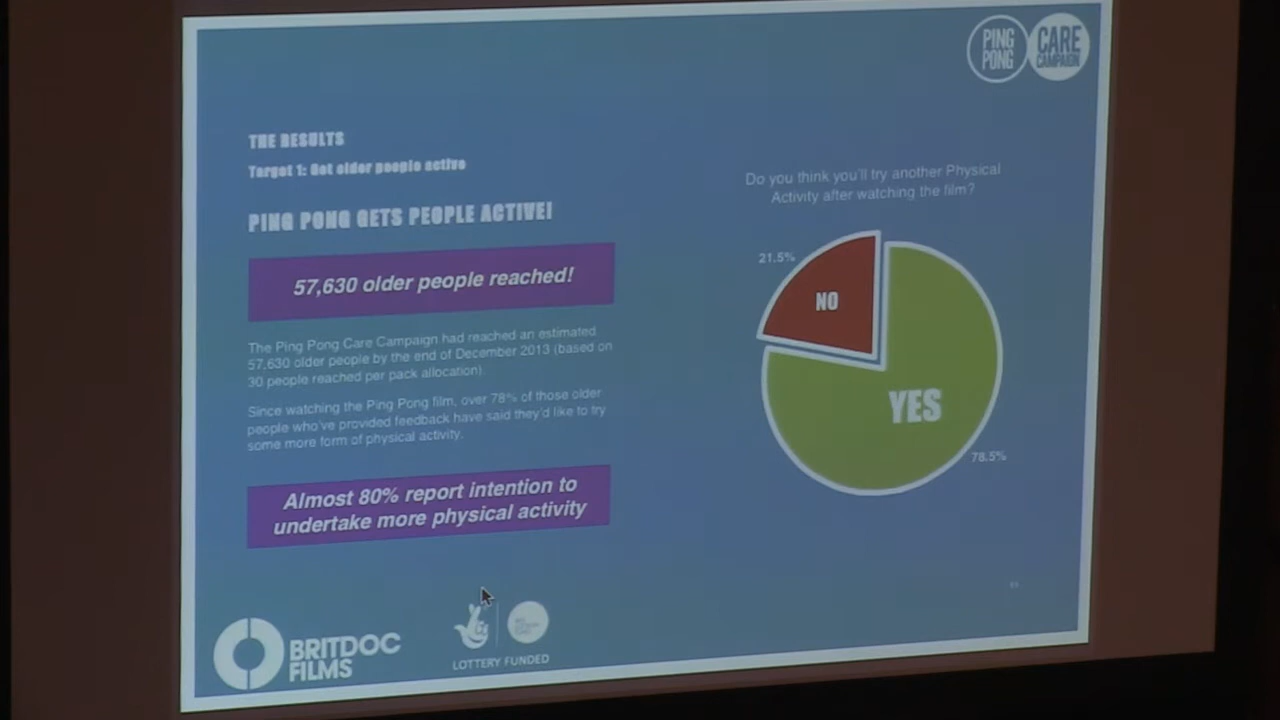 PING
PONG
CARE
CAMPAIGN
THE RESULTS
Target 1: Get older people active
PING PONG GETS PEOPLE ACTIVE!
57,630 older people reached!
The Ping Pong Care Campaign had reached an estimated
57,630 older people by the end of December 2013 (based on
30 people reached per pack allocation).
Since watching the Ping Pong film, over 78% of those older
people who've provided feedback have said they'd like to try
some more form of physical activity.
Almost 80% report intention to
undertake more physical activity
Do you think you'll try another Physical
Activity after watching the film?
21.5%
NO
YES
78.5%
BRITDOC
FILMS
LOTTERY FUNDED